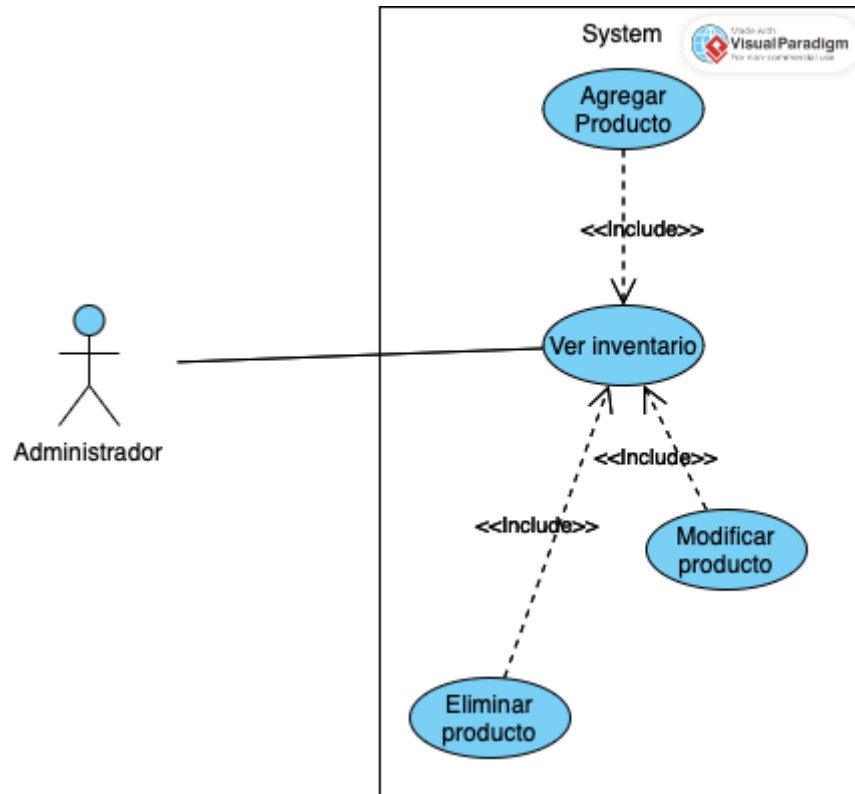 System
Made with
Visual Paradigm
For non-commercial use
Agregar
Producto
<<Include>>
Ver inventario
Administrador
<<Include>>
<<Include>>
Modificar
producto
Eliminar
producto